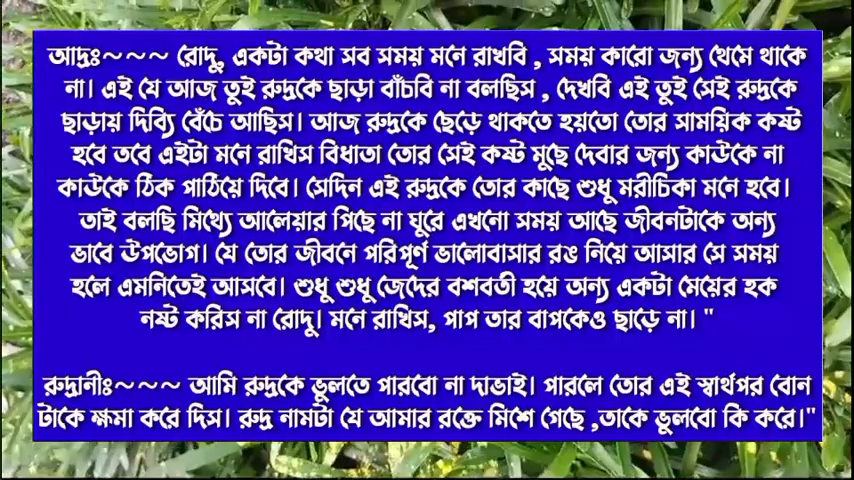 আদ্রঃ~~~ রোদু, একটা কথা সব সময় মনে রাখবি , সময় কারো জন্য থেমে থাকে
না। এই যে আজ তুই রুদ্রকে ছাড়া বাঁচবি না বলছিস , দেখবি এই তুই সেই রুদ্রকে
ছাড়ায় দিব্যি বেঁচে আছিস। আজ রুদ্রকে ছেড়ে থাকতে হয়তো তোর সাময়িক কষ্ট
হবে তবে এইটা মনে রাখিস বিধাতা তোর সেই কষ্ট মুছে দেবার জন্য কাউকে না
কাউকে ঠিক পাঠিয়ে দিবে। সেদিন এই রুদ্রকে তোর কাছে শুধু মরীচিকা মনে হবে।
তাই বলছি মিথ্যে আলেয়ার পিছে না ঘুরে এখনো সময় আছে জীবনটাকে অন্য
ভাবে উপভোগ। যে তোর জীবনে পরিপূর্ণ ভালোবাসার রঙ নিয়ে আসার সে সময়
হলে এমনিতেই আসবে। শুধু শুধু জেদের বশবর্তী হয়ে অন্য একটা মেয়ের হক
নষ্ট করিস না রোদু। মনে রাখিস, পাপ তার বাপকেও ছাড়ে না। "
রুদ্রানীঃ~~~ আমি রুদ্রকে ভুলতে পারবো না দাভাই। পারলে তোর এই স্বার্থপর বোন
টাকে ক্ষমা করে দিস। রুদ্র নামটা যে আমার রক্তে মিশে গেছে ,তাকে ভুলবো কি করে।"